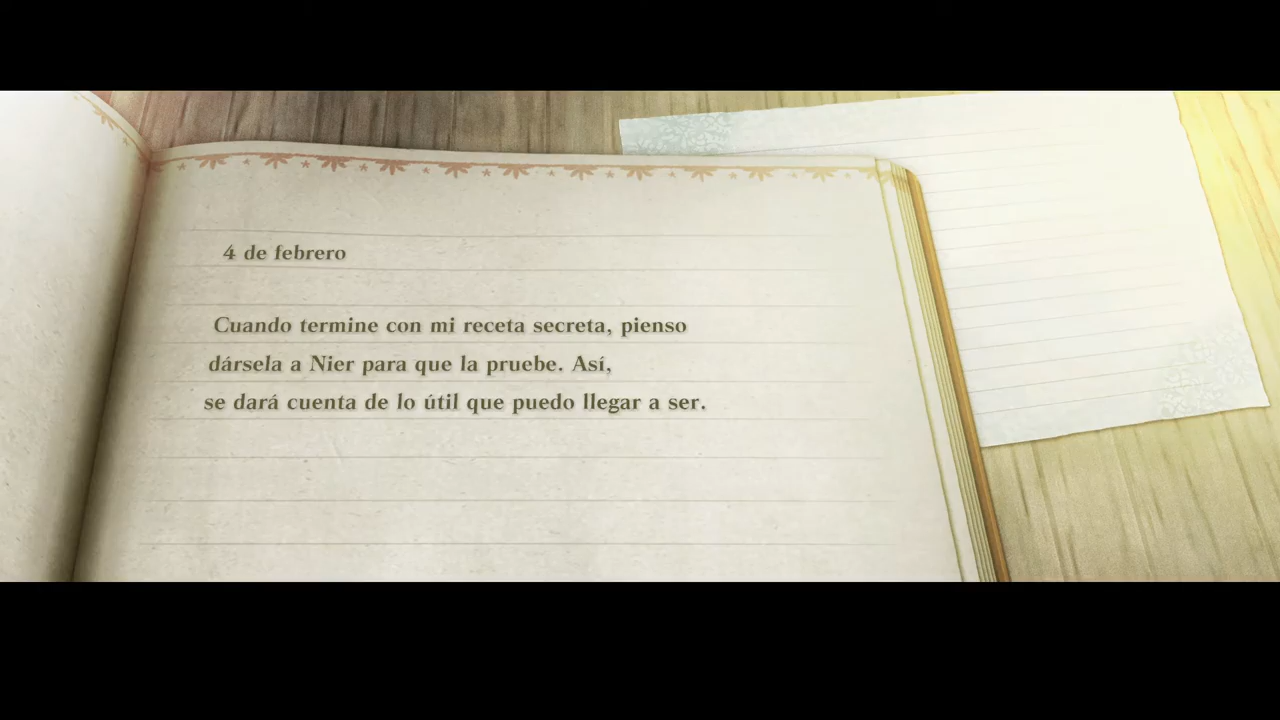 4 de febrero
Cuando termine con mi receta secreta, pienso
dársela a Nier para que la pruebe. Así,
se dará cuenta de lo útil que puedo llegar a ser.